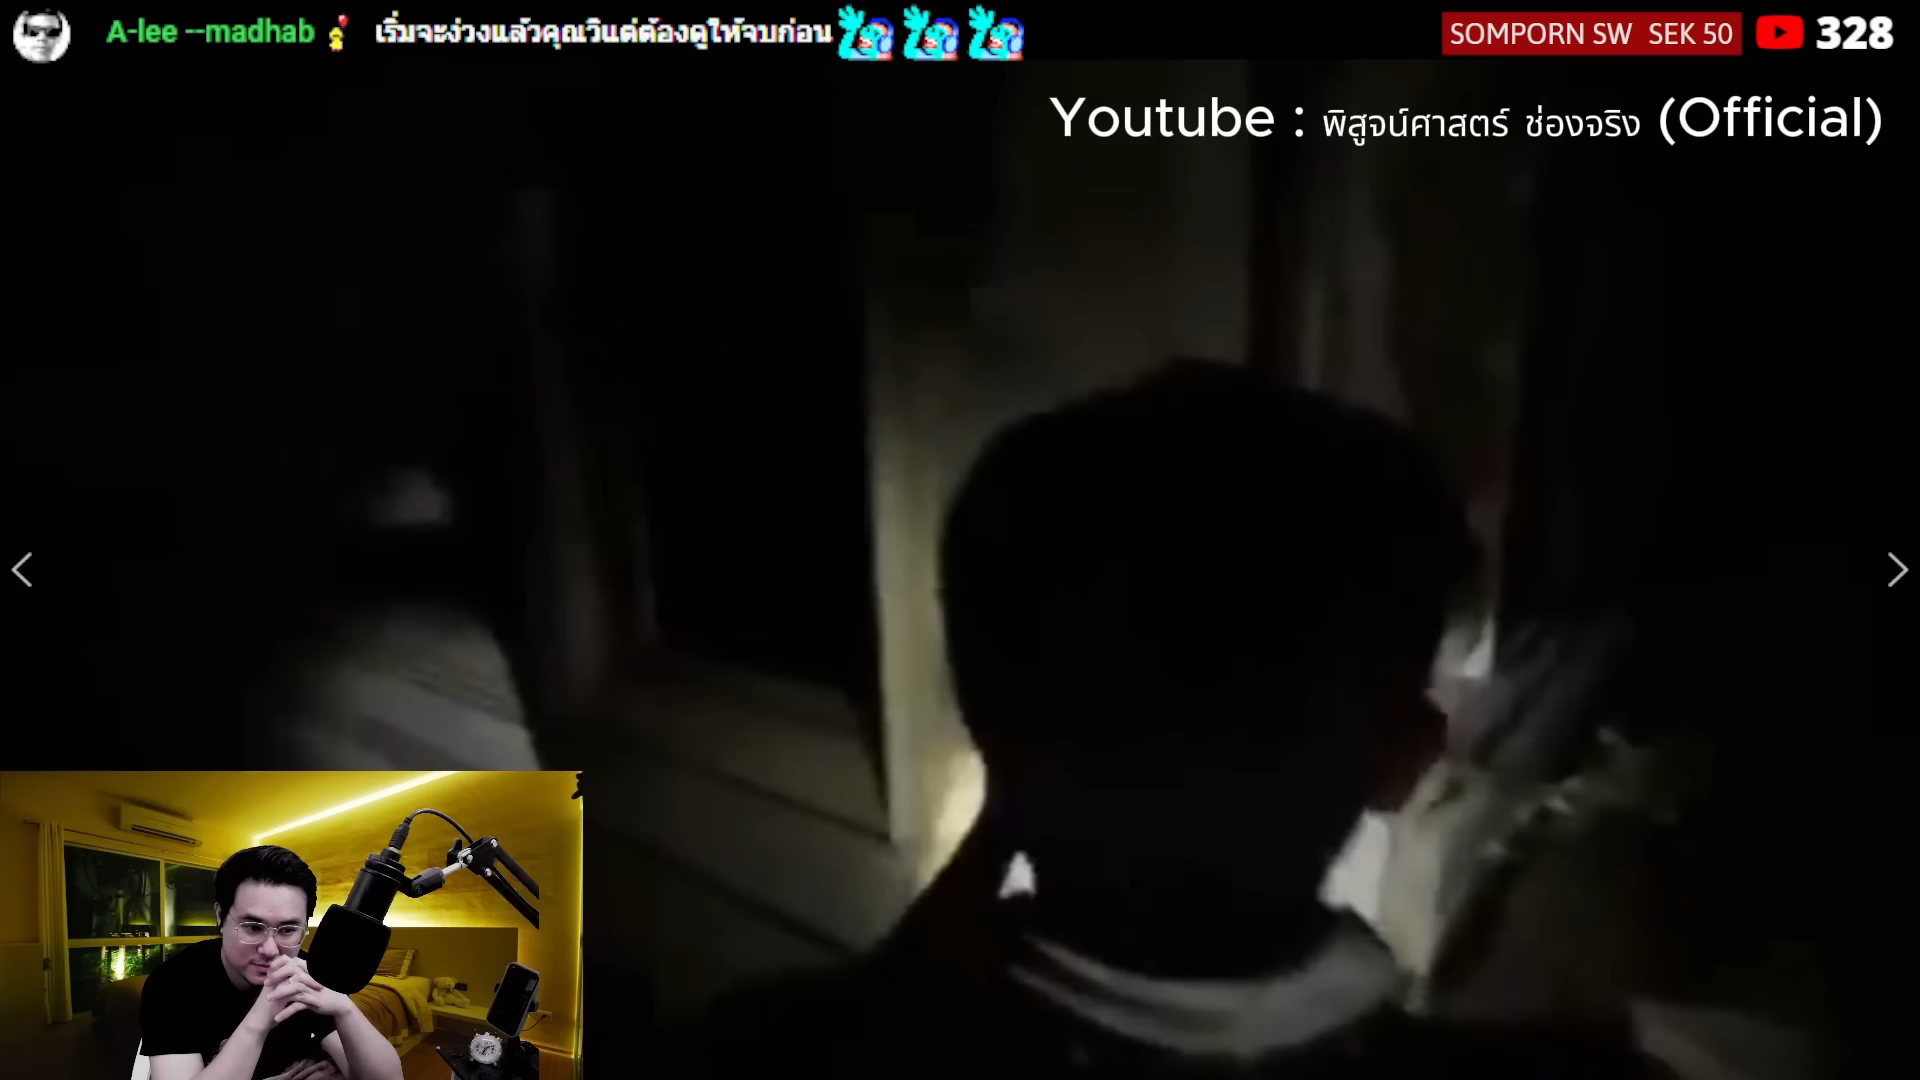 A-lee --madhab เริ่มจะง่วงแล้วคุณวิแต่ต้องดูให้จบก่อน
SOMPORN SW SEK 50
328
Youtube : พิสูจน์ศาสตร์ ช่องจริง (Official)